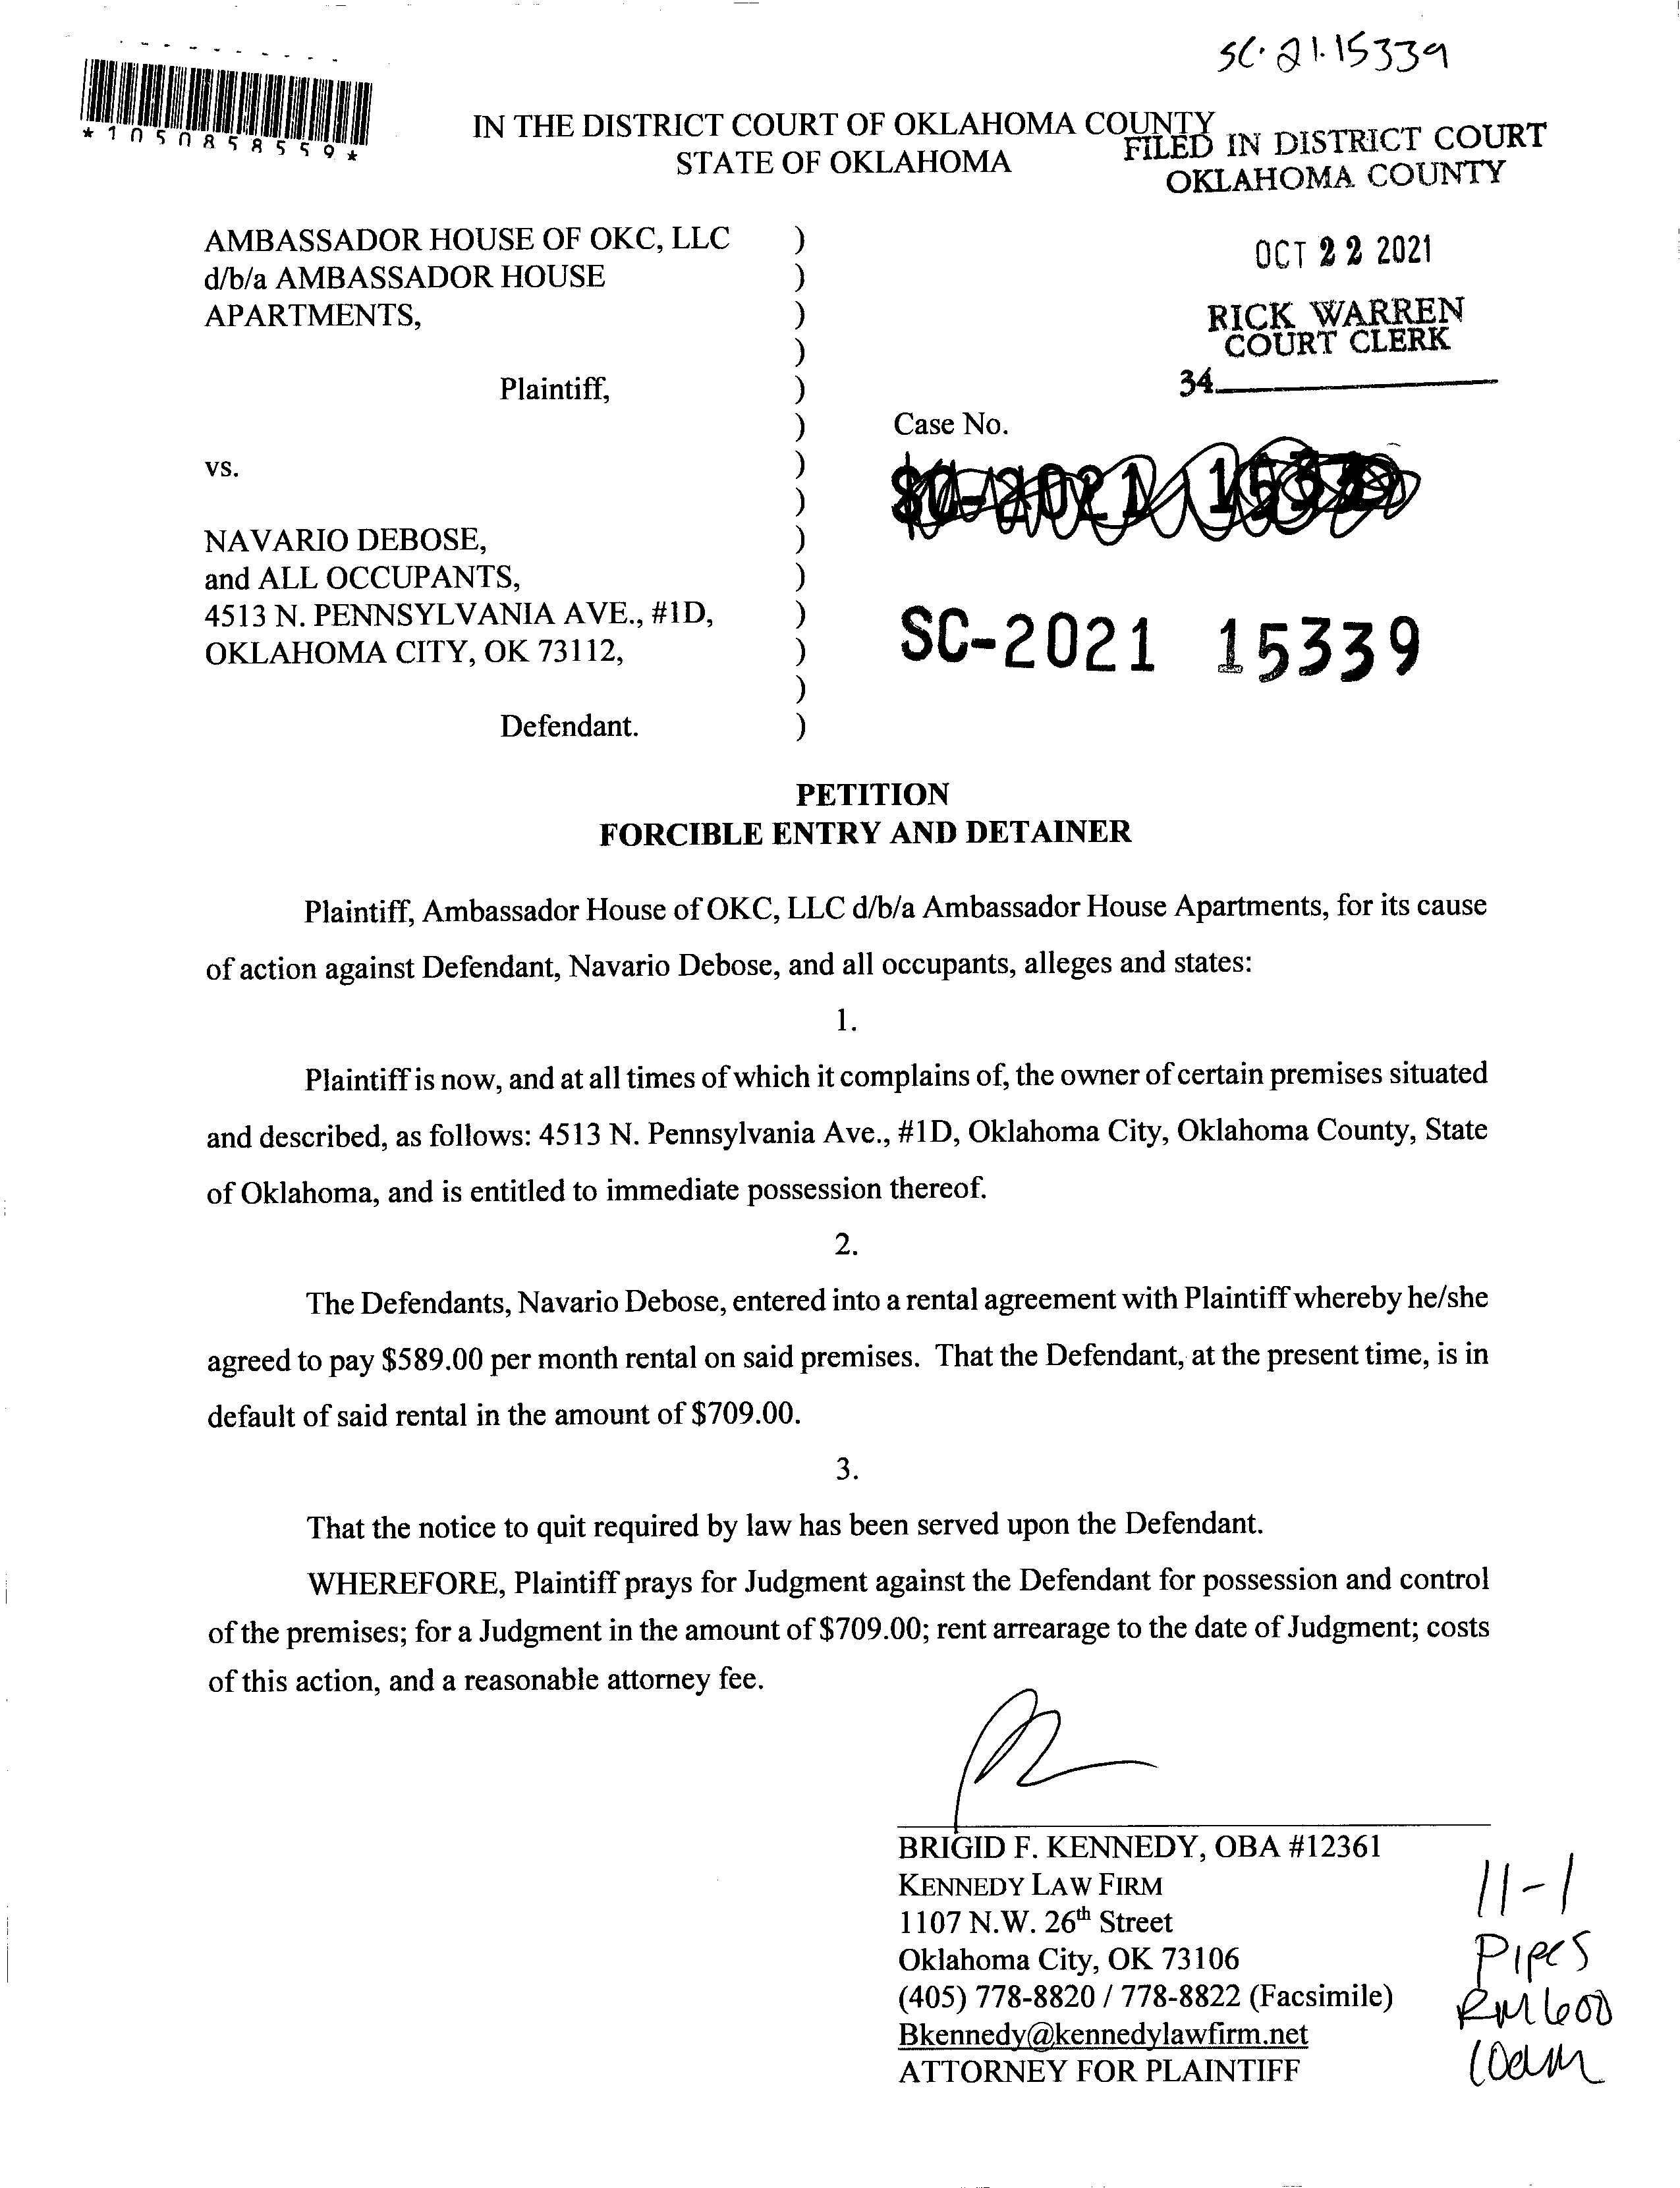 SC-21-15339
*1050858559*
IN THE DISTRICT COURT OF OKLAHOMA COUNTY
STATE OF OKLAHOMA
FILED IN DISTRICT COURT
OKLAHOMA COUNTY
OCT 22 2021
RICK WARREN
COURT CLERK
34
AMBASSADOR HOUSE OF OKC, LLC )
d/b/a AMBASSADOR HOUSE )
APARTMENTS, )
)
Plaintiff, )
) Case No.
vs. )
)
NAVARIO DEBOSE, )
and ALL OCCUPANTS, )
4513 N. PENNSYLVANIA AVE., #1D, ) SC-2021 15339
OKLAHOMA CITY, OK 73112, )
)
Defendant. )
PETITION
FORCIBLE ENTRY AND DETAINER
Plaintiff, Ambassador House of OKC, LLC d/b/a Ambassador House Apartments, for its cause
of action against Defendant, Navario Debose, and all occupants, alleges and states:
1.
Plaintiff is now, and at all times of which it complains of, the owner of certain premises situated
and described, as follows: 4513 N. Pennsylvania Ave., #1D, Oklahoma City, Oklahoma County, State
of Oklahoma, and is entitled to immediate possession thereof.
2.
The Defendants, Navario Debose, entered into a rental agreement with Plaintiff whereby he/she
agreed to pay $589.00 per month rental on said premises. That the Defendant, at the present time, is in
default of said rental in the amount of $709.00.
3.
That the notice to quit required by law has been served upon the Defendant.
WHEREFORE, Plaintiff prays for Judgment against the Defendant for possession and control
of the premises; for a Judgment in the amount of $709.00; rent arrearage to the date of Judgment; costs
of this action, and a reasonable attorney fee.
BRIGID F. KENNEDY, OBA #12361
KENNEDY LAW FIRM
1107 N.W. 26th Street
Oklahoma City, OK 73106
(405) 778-8820 / 778-8822 (Facsimile)
Bkennedy@kennedylawfirm.net
ATTORNEY FOR PLAINTIFF
11-1
Pipes
RM 600
10am